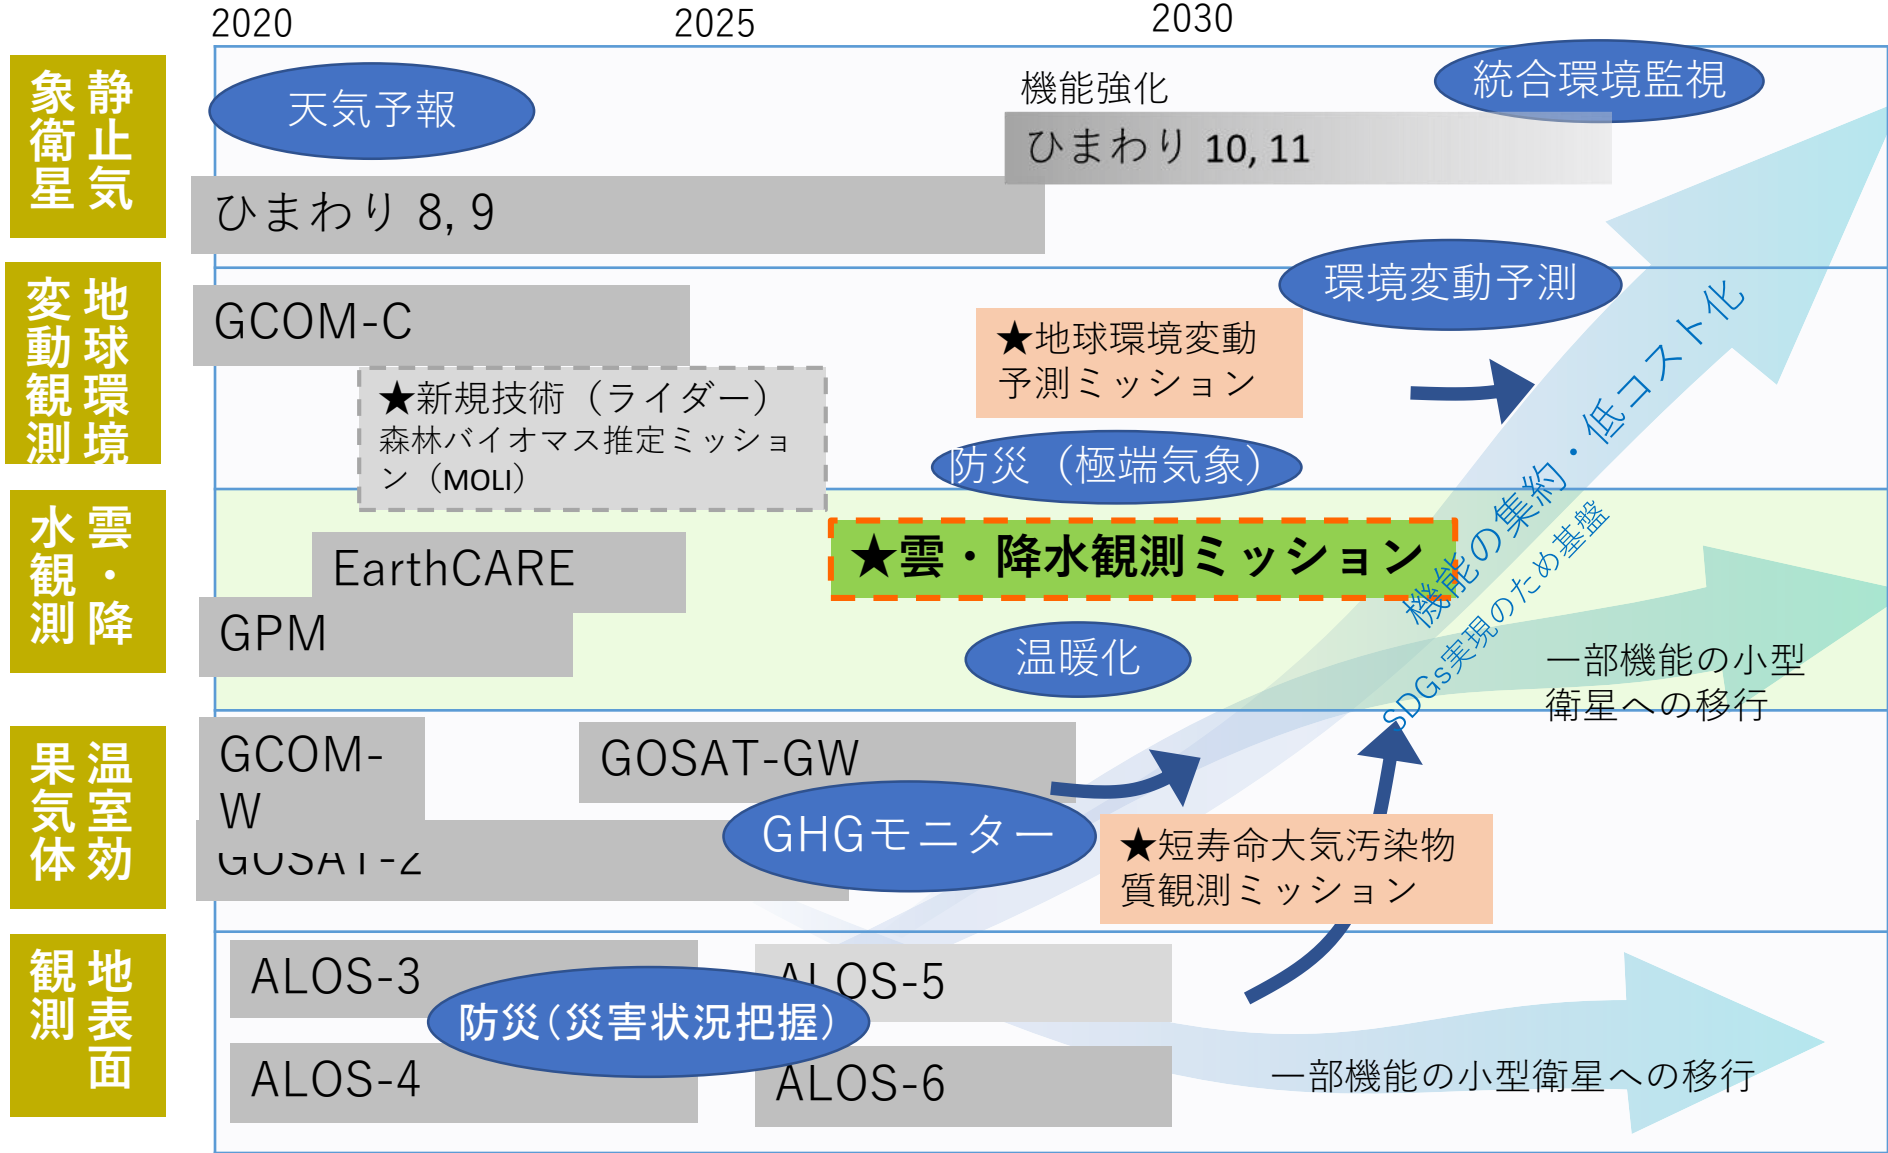 2020
2025
2030
静止気
象衛星
天気予報
機能強化
統合環境監視
ひまわり 10, 11
ひまわり 8, 9
地球環境
変動観測
GCOM-C
環境変動予測
★地球環境変動
予測ミッション
★新規技術（ライダー）
森林バイオマス推定ミッショ
ン（MOLI）
防災（極端気象）
機能の集約・低コスト化
SDGs実現のため基盤
雲・降
水観測
★雲・降水観測ミッション
EarthCARE
GPM
温暖化
一部機能の小型
衛星への移行
温室効
果気体
GCOM-
W
GOSAT-GW
GOSAT-2
GHGモニター
★短寿命大気汚染物
質観測ミッション
地表面
観測
ALOS-3
ALOS-5
防災（災害状況把握）
ALOS-4
ALOS-6
一部機能の小型衛星への移行